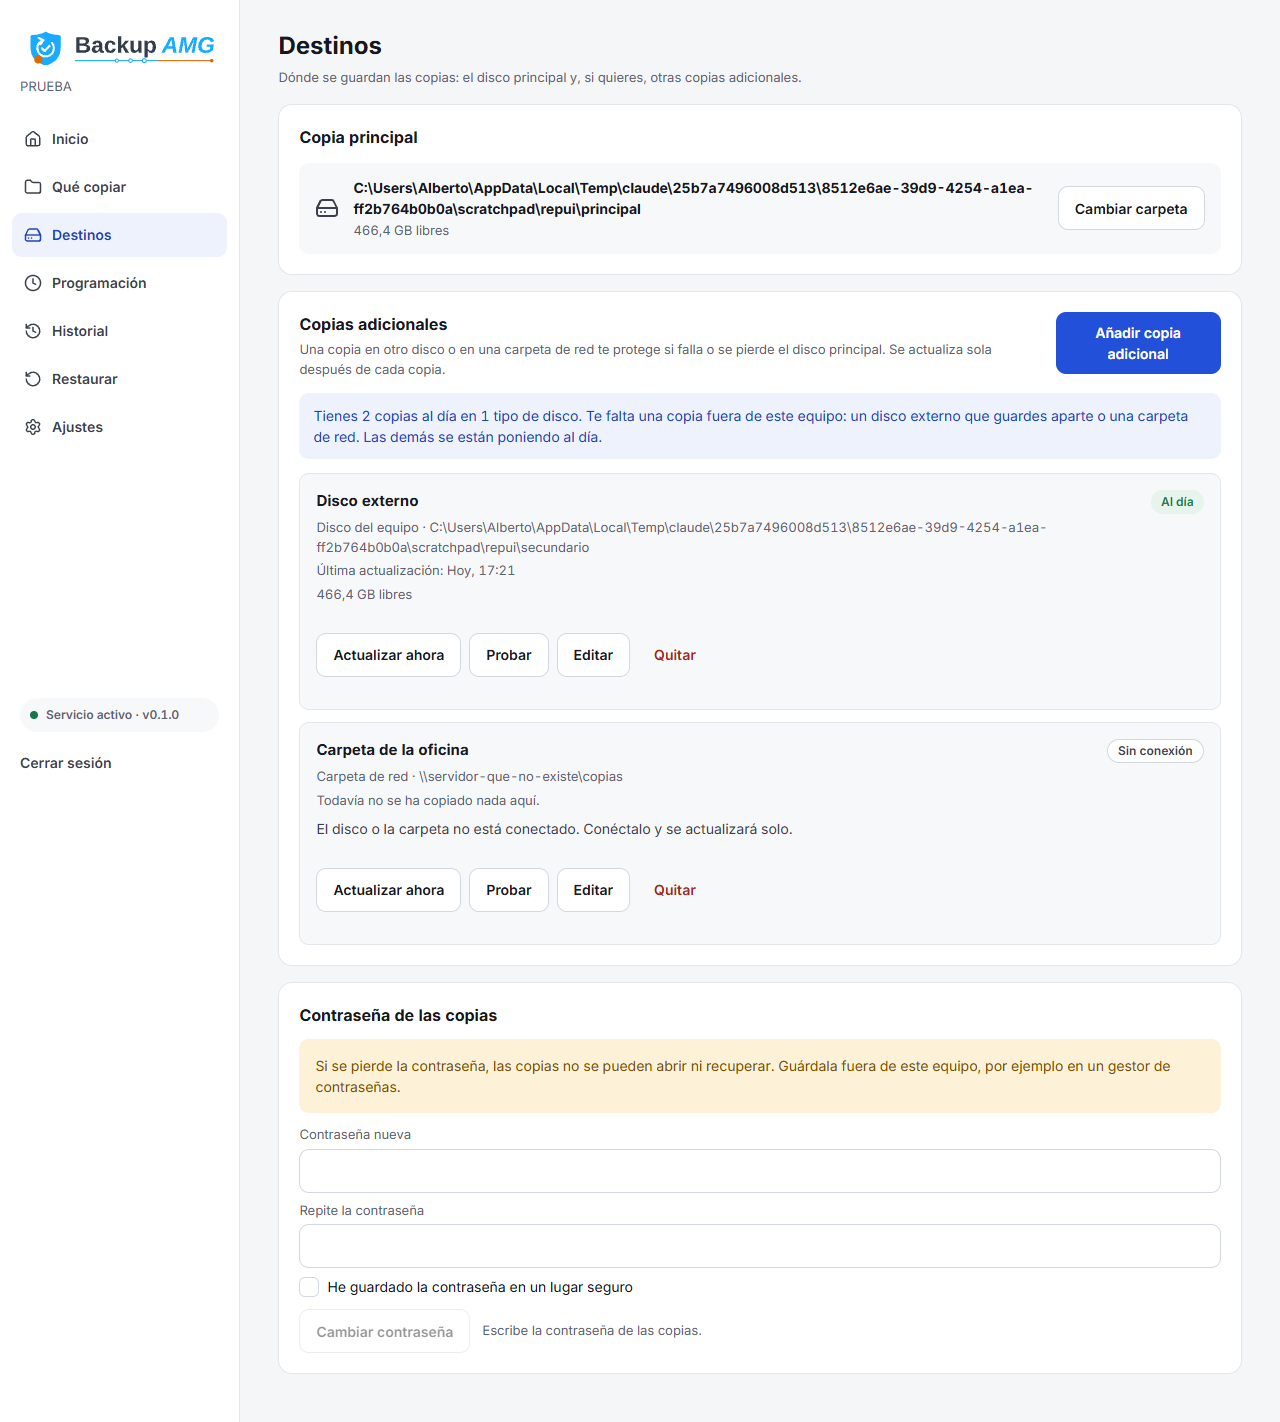 Backup AMG
PRUEBA
Inicio
Qué copiar
Destinos
Programación
Historial
Restaurar
Ajustes
Servicio activo · v0.1.0
Cerrar sesión
Destinos
Dónde se guardan las copias: el disco principal y, si quieres, otras copias adicionales.
Copia principal
C:\Users\Alberto\AppData\Local\Temp\claude\25b7a7496008d513\8512e6ae-39d9-4254-a1ea-
ff2b764b0b0a\scratchpad\repui\principal
466,4 GB libres
Cambiar carpeta
Copias adicionales
Una copia en otro disco o en una carpeta de red te protege si falla o se pierde el disco principal. Se actualiza sola
después de cada copia.
Añadir copia
adicional
Tienes 2 copias al día en 1 tipo de disco. Te falta una copia fuera de este equipo: un disco externo que guardes aparte o una carpeta
de red. Las demás se están poniendo al día.
Disco externo
Al día
Disco del equipo · C:\Users\Alberto\AppData\Local\Temp\claude\25b7a7496008d513\8512e6ae-39d9-4254-a1ea-
ff2b764b0b0a\scratchpad\repui\secundario
Última actualización: Hoy, 17:21
466,4 GB libres
Actualizar ahora
Probar
Editar
Quitar
Carpeta de la oficina
Sin conexión
Carpeta de red · \\servidor-que-no-existe\copias
Todavía no se ha copiado nada aquí.
El disco o la carpeta no está conectado. Conéctalo y se actualizará solo.
Actualizar ahora
Probar
Editar
Quitar
Contraseña de las copias
Si se pierde la contraseña, las copias no se pueden abrir ni recuperar. Guárdala fuera de este equipo, por ejemplo en un gestor de
contraseñas.
Contraseña nueva
Repite la contraseña
He guardado la contraseña en un lugar seguro
Cambiar contraseña
Escribe la contraseña de las copias.